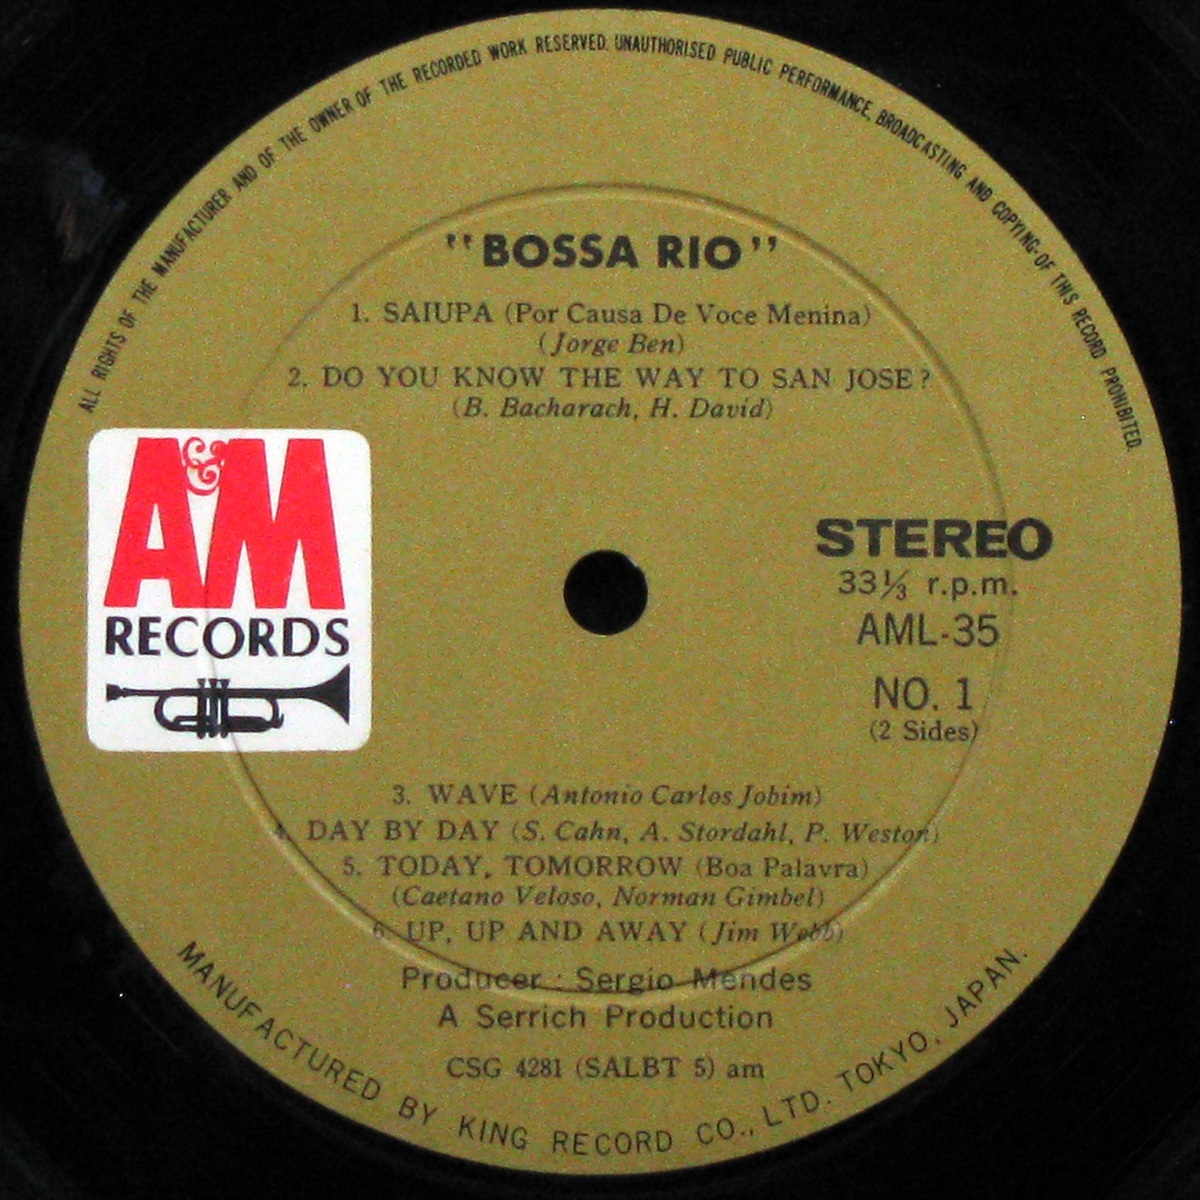 ALL RIGHTS OF THE MANUFACTURER AND OF THE OWNER OF THE RECORDED WORK RESERVED. UNAUTHORISED PUBLIC PERFORMANCE, BROADCASTING AND COPYING OF THIS RECORD PROHIBITED.
"BOSSA RIO"
1. SAIUPA (Por Causa De Voce Menina)
(Jorge Ben)
2. DO YOU KNOW THE WAY TO SAN JOSE?
(B. Bacharach, H. David)
A&M
RECORDS
STEREO
33⅓ r.p.m.
AML-35
NO. 1
(2 Sides)
3. WAVE (Antonio Carlos Jobim)
4. DAY BY DAY (S. Cahn, A. Stordahl, P. Weston)
5. TODAY, TOMORROW (Boa Palavra)
(Caetano Veloso, Norman Gimbel)
6. UP, UP AND AWAY (Jim Webb)
Producer : Sergio Mendes
A Serrich Production
CSG 4281 (SALBT 5) am
MANUFACTURED BY KING RECORD CO., LTD. TOKYO, JAPAN.